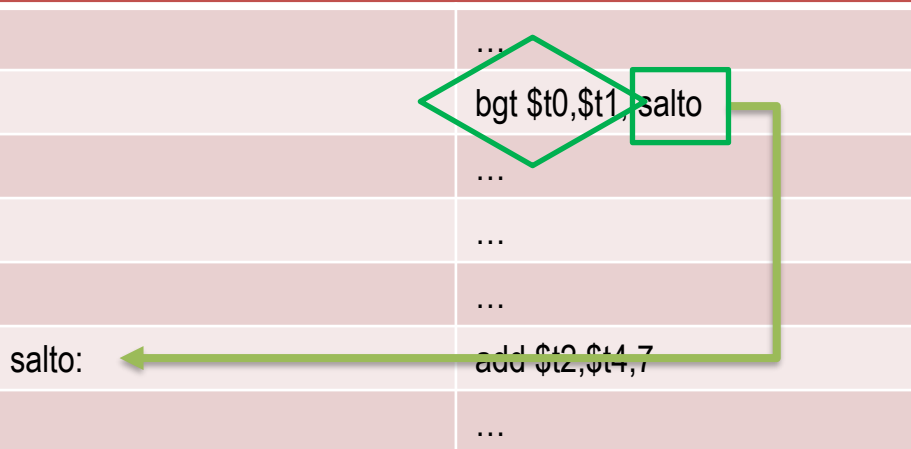 …
bgt $t0,$t1, salto
…
…
…
salto: add $t2,$t4,7
…